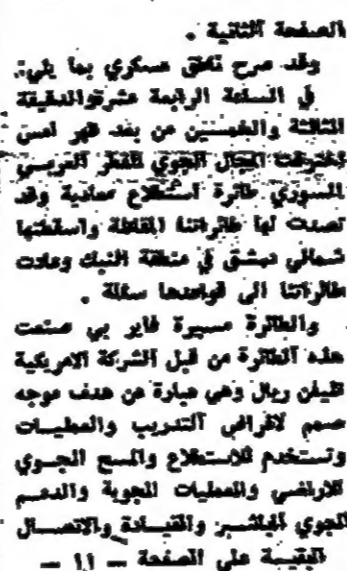 الصفحة الثانية .
وقد صرح ناطق عسكري بما يلي :
في الساعة الرابعة عشرة والدقيقة
الثالثة والخمسين من بعد ظهر امس
اخترقت المجال الجوي للقطر العربي
السوري طائرة استطلاع معادية وقد
تصدت لها طائراتنا المقاتلة واسقطتها
شمالي دمشق في منطقة النبك وعادت
طائراتنا الى قواعدها سالمة .
والطائرة مسيرة فاير بي صنعت
هذه الطائرة من قبل الشركة الامريكية
تليفن ريال وهي عبارة عن هدف موجه
صمم لاغراض التدريب والعمليات
وتستخدم للاستطلاع والمسح الجوي
للاراضي والعمليات الجوية والدعم
الجوي المباشر والقيادة والاتصال
البقية على الصفحة — ١١ —